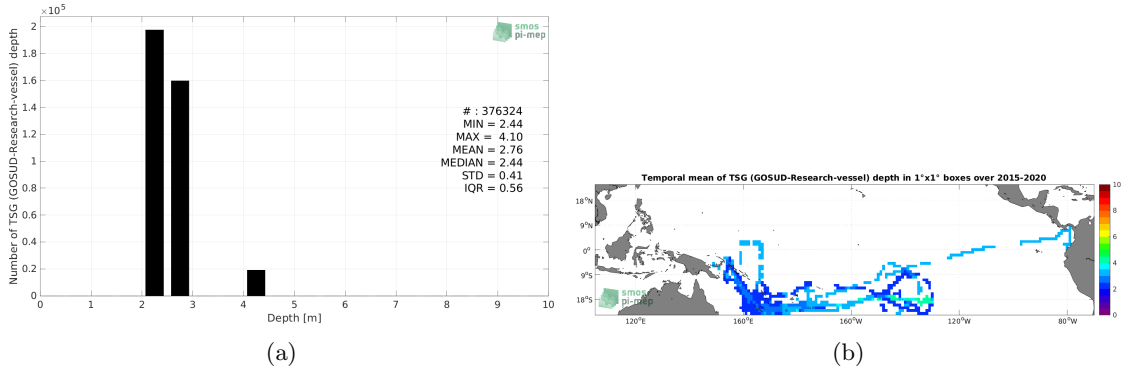 ×10⁵
2
1.8
1.6
1.4
1.2
1
0.8
0.6
0.4
0.2
0
Number of TSG (GOSUD-Research-vessel) depth
smos
pi-mep
# : 376324
MIN = 2.44
MAX = 4.10
MEAN = 2.76
MEDIAN = 2.44
STD = 0.41
IQR = 0.56
0 1 2 3 4 5 6 7 8 9 10
Depth [m]
(a)
Temporal mean of TSG (GOSUD-Research-vessel) depth in 1°x1° boxes over 2015-2020
18°N
9°N
0°
9°S
18°S
smos
pi-mep
120°E 160°E 160°W 120°W 80°W
10
8
6
4
2
0
(b)